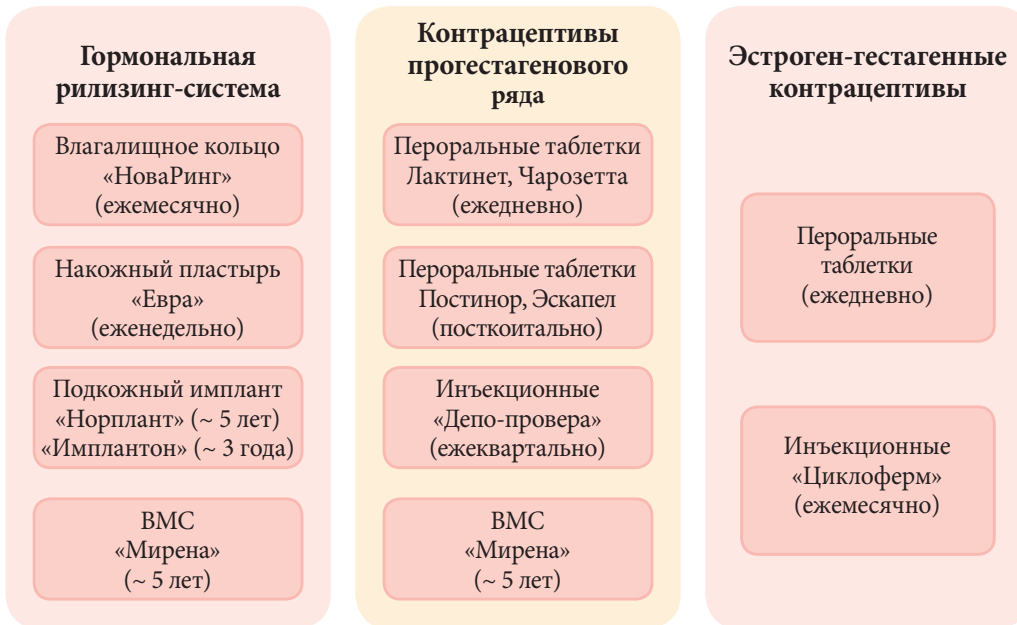 Гормональная
рилизинг-система
Влагалищное кольцо
«НоваРинг»
(ежемесячно)
Накожный пластырь
«Евра»
(еженедельно)
Подкожный имплант
«Норплант» (~ 5 лет)
«Имплантон» (~ 3 года)
ВМС
«Мирена»
(~ 5 лет)
Контрацептивы
прогестагенового
ряда
Пероральные таблетки
Лактинет, Чарозетта
(ежедневно)
Пероральные таблетки
Постинор, Эскапел
(посткоитально)
Инъекционные
«Депо-провера»
(ежеквартально)
ВМС
«Мирена»
(~ 5 лет)
Эстроген-гестагенные
контрацептивы
Пероральные
таблетки
(ежедневно)
Инъекционные
«Циклоферм»
(ежемесячно)